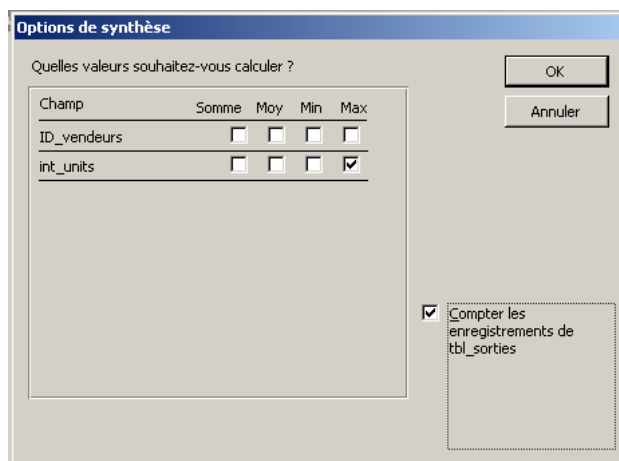 Options de synthèse
Quelles valeurs souhaitez-vous calculer ?
OK
Annuler
Champ Somme Moy Min Max
ID_vendeurs
int_units
Compter les
enregistrements de
tbl_sorties